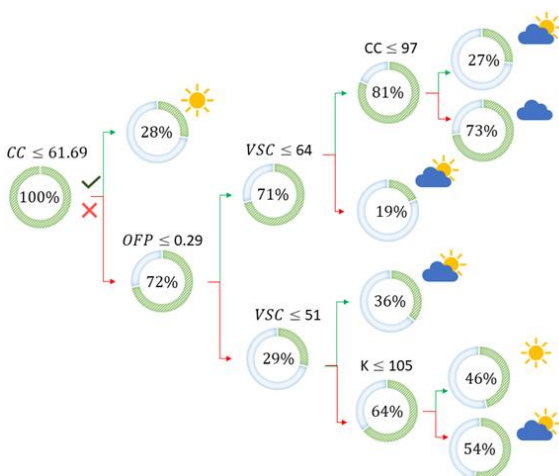 CC ≤ 61.69
100%
28%
OFP ≤ 0.29
72%
VSC ≤ 64
71%
CC ≤ 97
81%
27%
73%
19%
VSC ≤ 51
29%
36%
K ≤ 105
64%
46%
54%